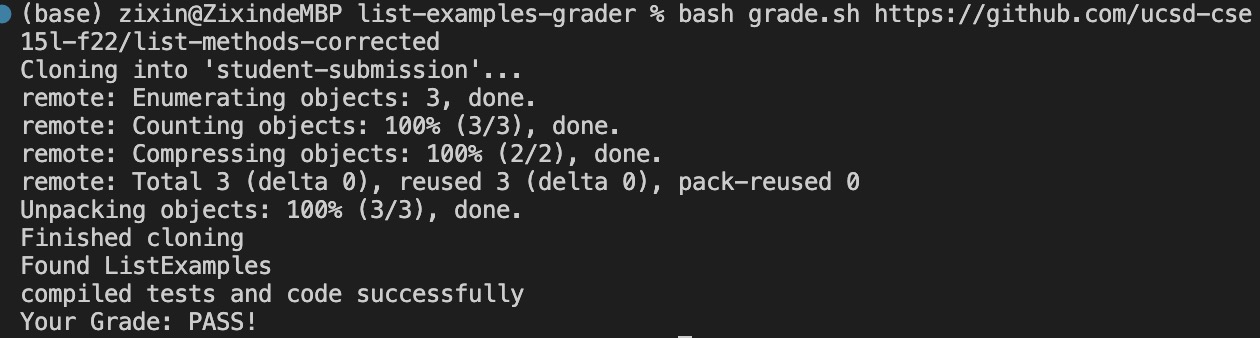 (base) zixin@ZixindeMBP list-examples-grader % bash grade.sh https://github.com/ucsd-cse
15l-f22/list-methods-corrected
Cloning into 'student-submission'...
remote: Enumerating objects: 3, done.
remote: Counting objects: 100% (3/3), done.
remote: Compressing objects: 100% (2/2), done.
remote: Total 3 (delta 0), reused 3 (delta 0), pack-reused 0
Unpacking objects: 100% (3/3), done.
Finished cloning
Found ListExamples
compiled tests and code successfully
Your Grade: PASS!